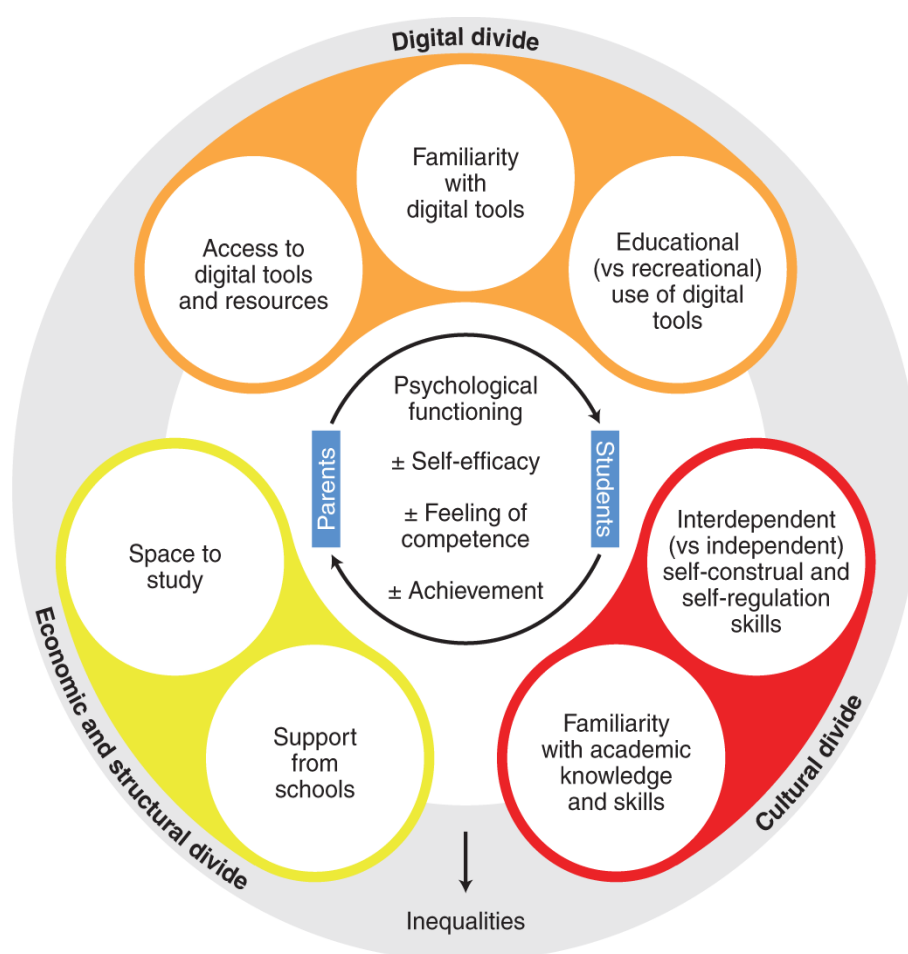 Digital divide
Familiarity
with
digital tools
Access to
digital tools
and resources
Educational
(vs recreational)
use of digital
tools
Psychological
functioning
± Self-efficacy
± Feeling of
competence
± Achievement
Parents
Students
Space to
study
Support
from
schools
Economic and structural divide
Interdependent
(vs independent)
self-construal and
self-regulation
skills
Familiarity
with academic
knowledge
and skills
Cultural divide
Inequalities